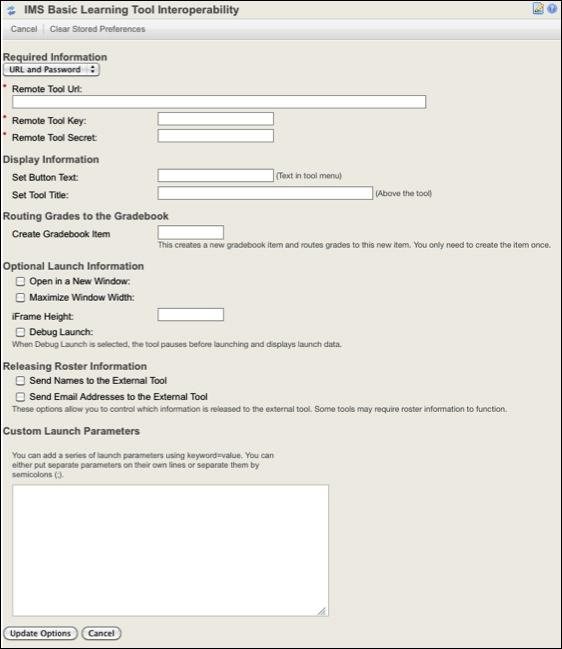 IMS Basic Learning Tool Interoperability
Cancel | Clear Stored Preferences
Required Information
URL and Password
* Remote Tool Url:
* Remote Tool Key:
* Remote Tool Secret:
Display Information
Set Button Text: (Text in tool menu)
Set Tool Title: (Above the tool)
Routing Grades to the Gradebook
Create Gradebook Item
This creates a new gradebook item and routes grades to this new item. You only need to create the item once.
Optional Launch Information
Open in a New Window:
Maximize Window Width:
iFrame Height:
Debug Launch:
When Debug Launch is selected, the tool pauses before launching and displays launch data.
Releasing Roster Information
Send Names to the External Tool
Send Email Addresses to the External Tool
These options allow you to control which information is released to the external tool. Some tools may require roster information to function.
Custom Launch Parameters
You can add a series of launch parameters using keyword=value. You can
either put separate parameters on their own lines or separate them by
semicolons (;).
Update Options Cancel